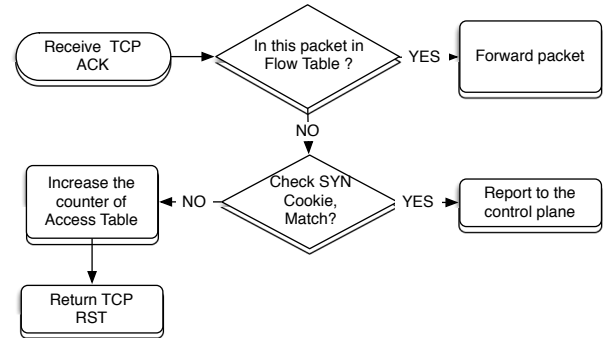 Receive TCP
ACK
In this packet in
Flow Table ?
YES
Forward packet
NO
Check SYN
Cookie,
Match?
NO
YES
Increase the
counter of
Access Table
Report to the
control plane
Return TCP
RST